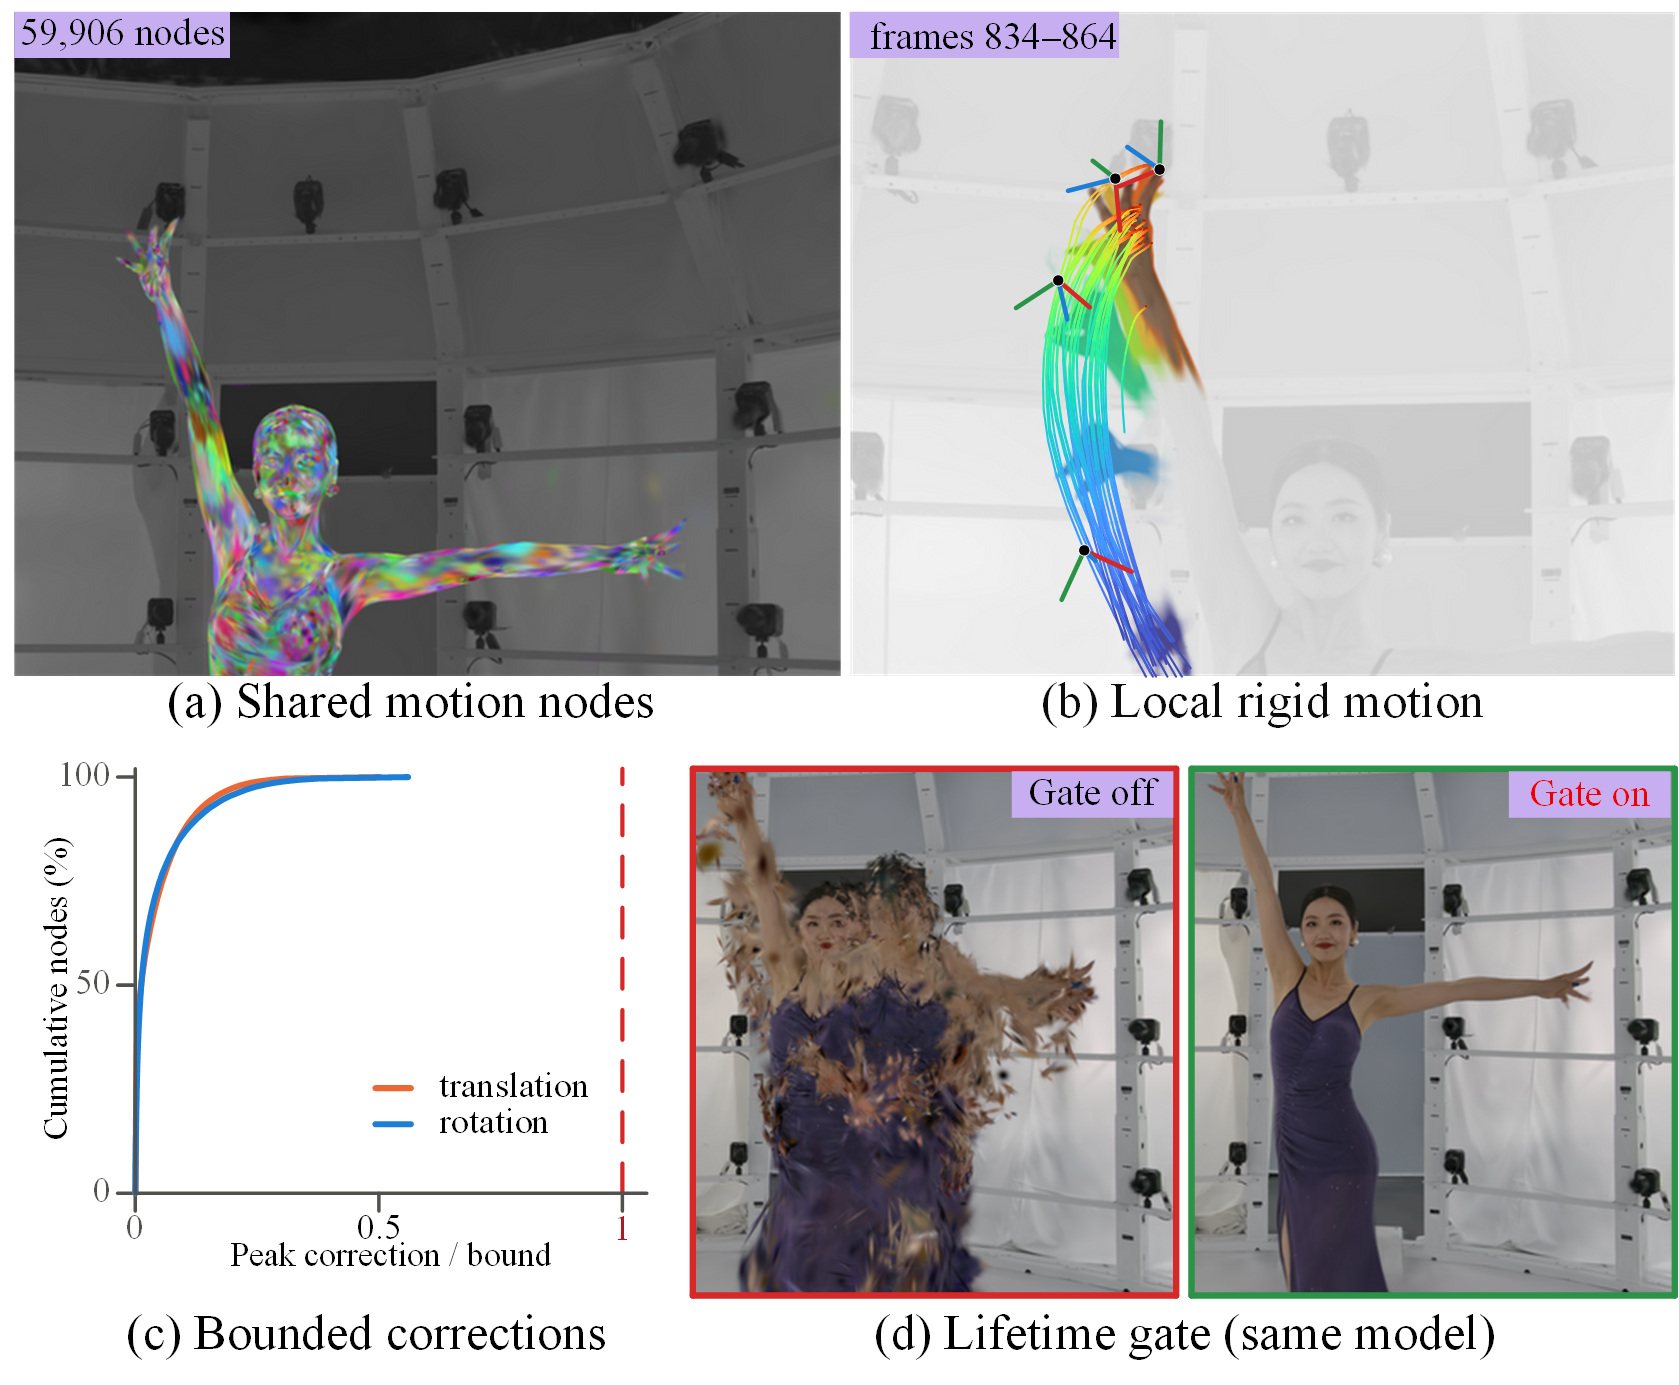 59,906 nodes
frames 834–864
(a) Shared motion nodes
(b) Local rigid motion
100
50
0
Cumulative nodes (%)
translation
rotation
0
0.5
1
Peak correction / bound
Gate off
Gate on
(c) Bounded corrections
(d) Lifetime gate (same model)